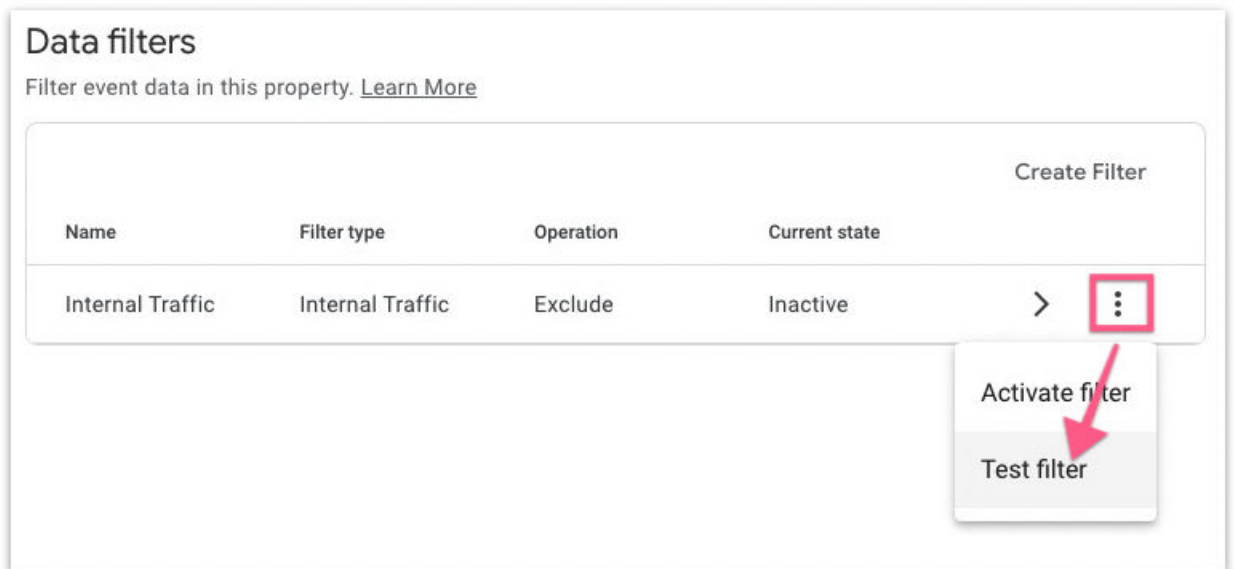 Data filters
Filter event data in this property. Learn More
Create Filter
Name Filter type Operation Current state
Internal Traffic Internal Traffic Exclude Inactive
Activate filter
Test filter